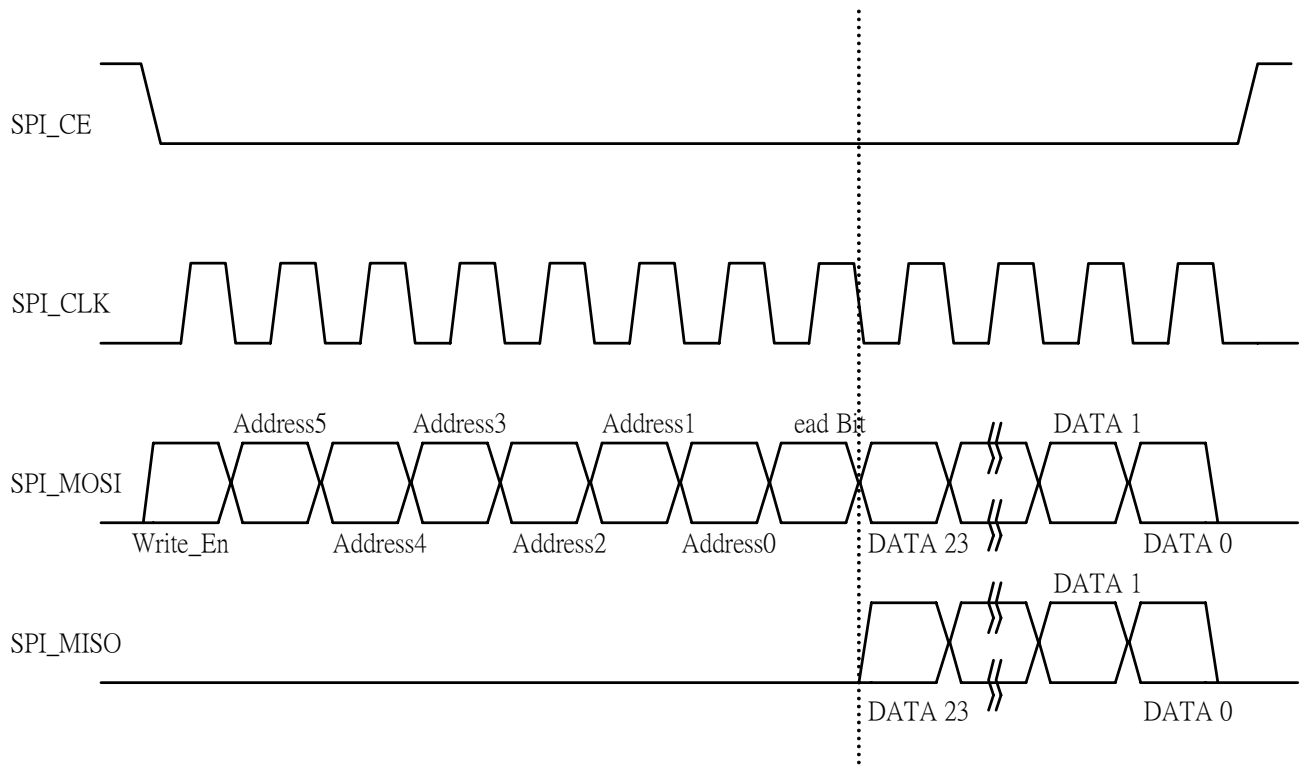 SPI_CE
SPI_CLK
Address5
Address3
Address1
ead Bit
DATA 1
SPI_MOSI
Write_En
Address4
Address2
Address0
DATA 23
DATA 0
DATA 1
SPI_MISO
DATA 23
DATA 0